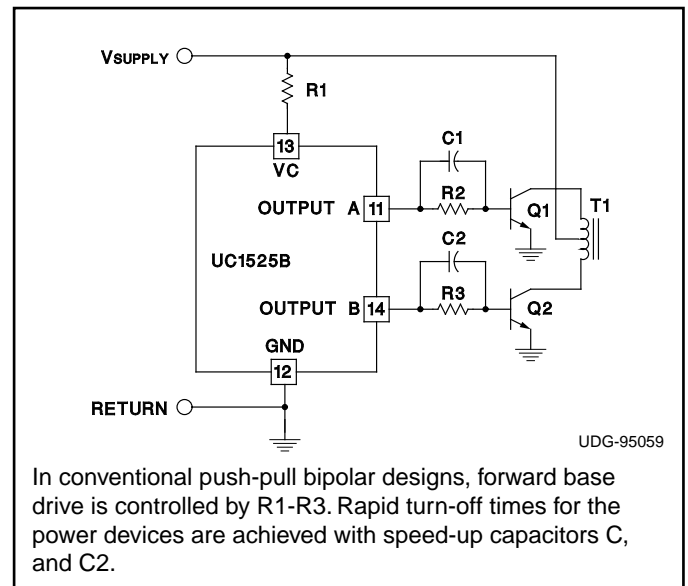 VSUPPLY
R1
13
VC
C1
R2
OUTPUT A 11
Q1
T1
UC1525B
C2
R3
OUTPUT B 14
Q2
GND
12
RETURN
UDG-95059
In conventional push-pull bipolar designs, forward base
drive is controlled by R1-R3. Rapid turn-off times for the
power devices are achieved with speed-up capacitors C,
and C2.